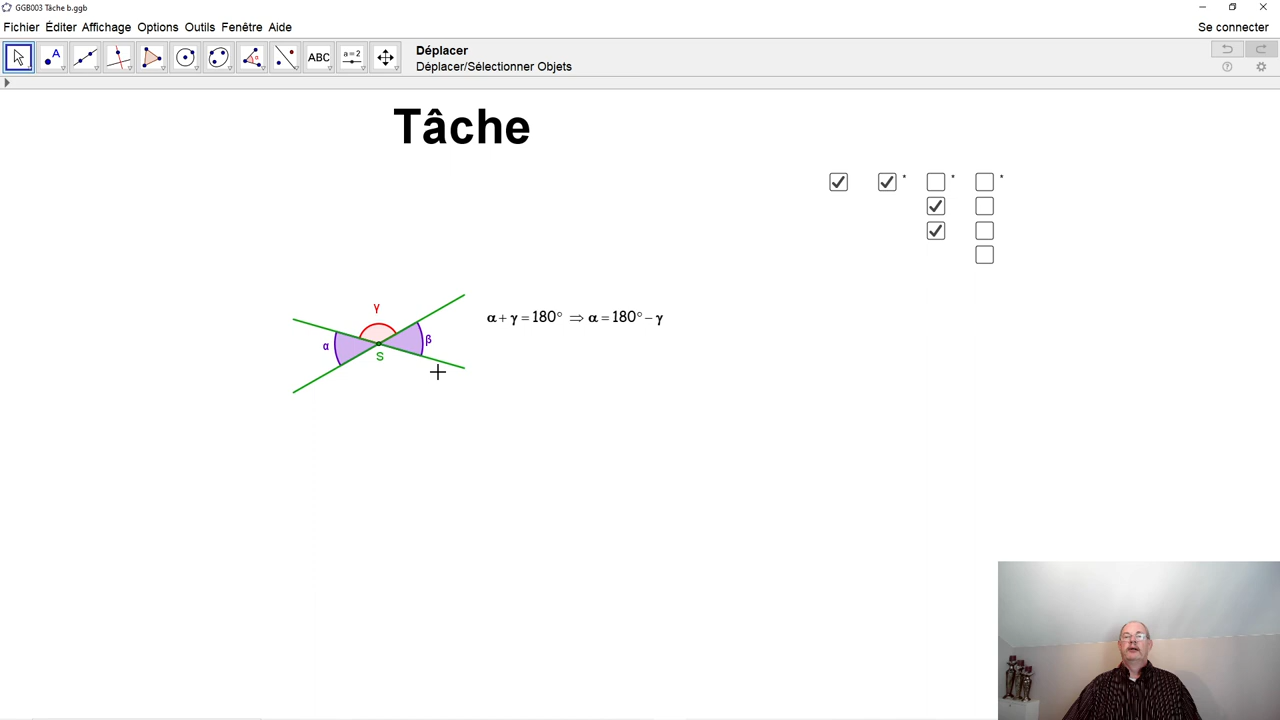 GGB003 Tâche b.ggb
Fichier Éditer Affichage Options Outils Fenêtre Aide
Se connecter
A
ABC
a=2
Déplacer
Déplacer/Sélectionner Objets
Tâche
* * *
γ
α + γ = 180° ⇒ α = 180° − γ
α
β
S